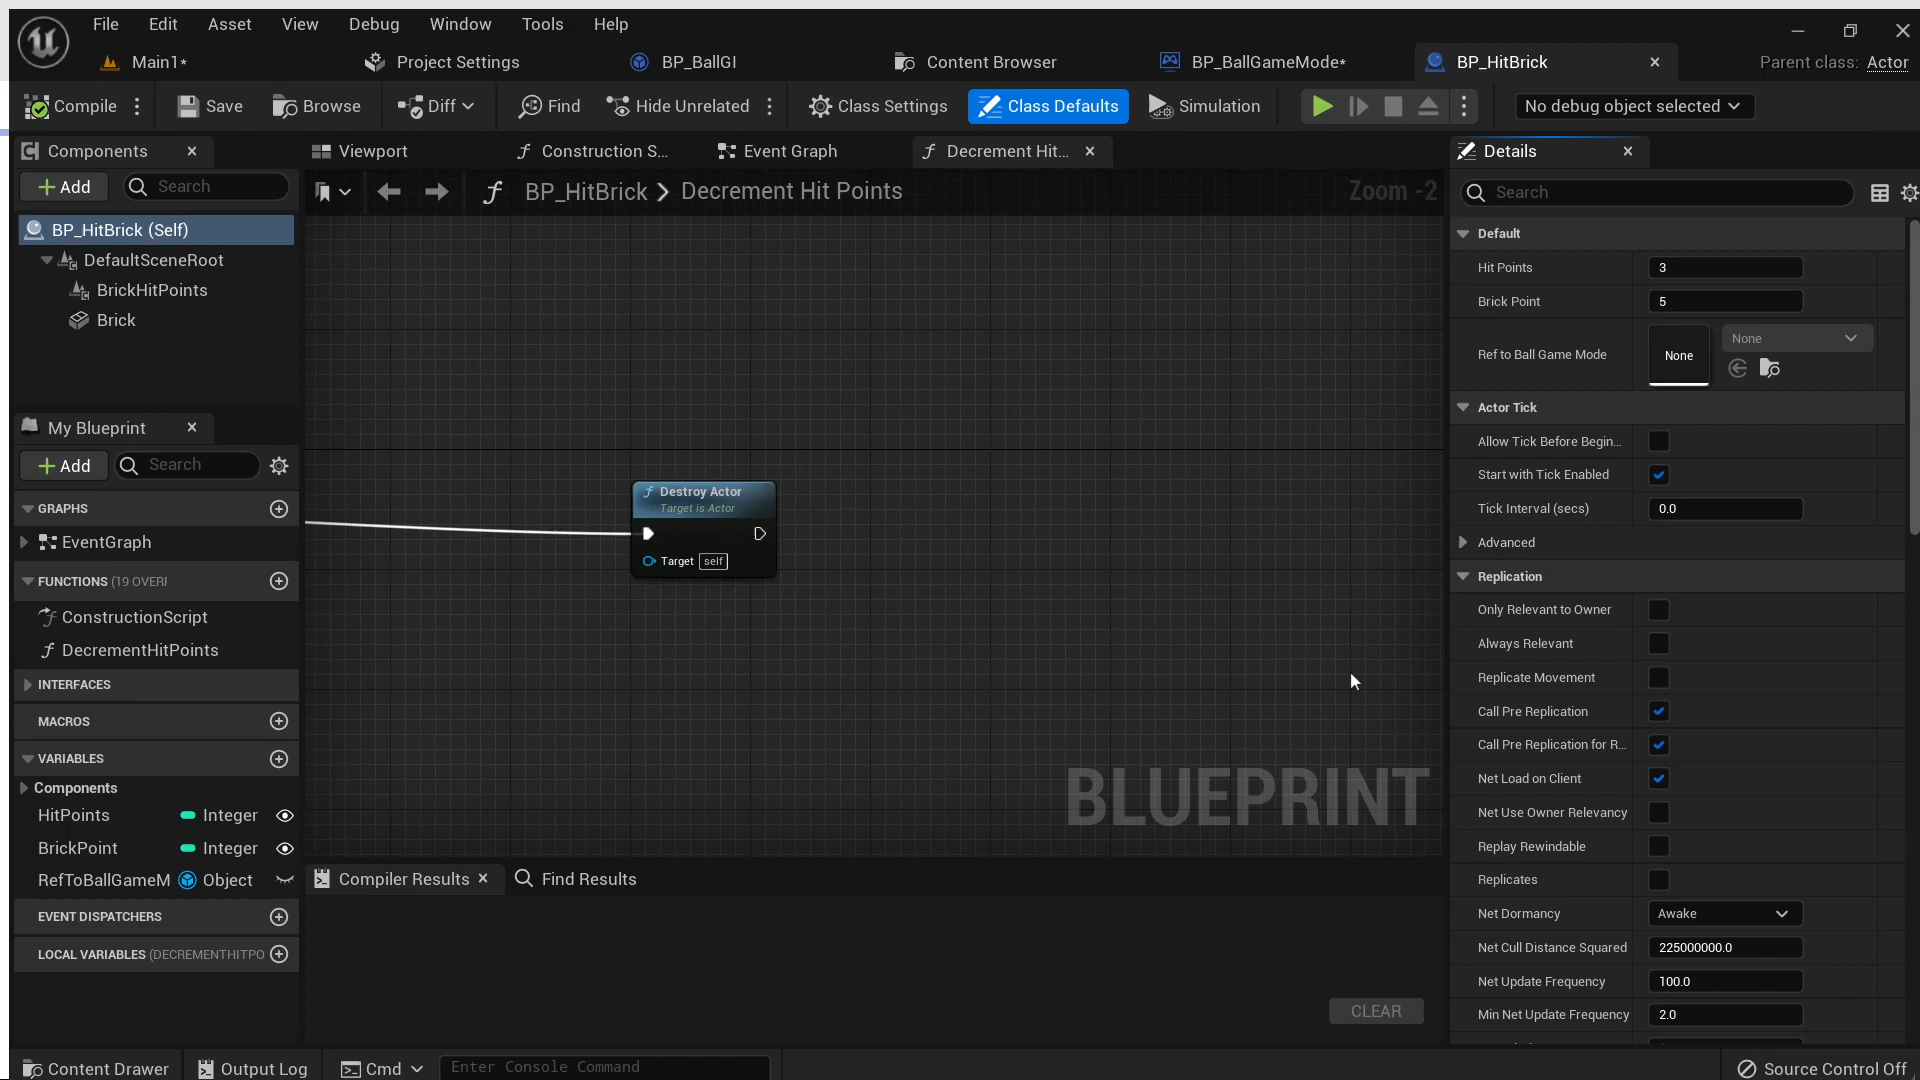 File Edit Asset View Debug Window Tools Help
Main1* Project Settings BP_BallGI Content Browser BP_BallGameMode* BP_HitBrick Parent class: Actor
Compile Save Browse Diff Find Hide Unrelated Class Settings Class Defaults Simulation No debug object selected
Components Viewport Construction S... Event Graph Decrement Hit... Details
Add Search BP_HitBrick Decrement Hit Points Zoom -2 Search
BP_HitBrick (Self)
DefaultSceneRoot
BrickHitPoints
Brick
My Blueprint
Add Search
GRAPHS
EventGraph
FUNCTIONS (19 OVERI
ConstructionScript
DecrementHitPoints
INTERFACES
MACROS
VARIABLES
Components
HitPoints Integer
BrickPoint Integer
RefToBallGameM Object
EVENT DISPATCHERS
LOCAL VARIABLES (DECREMENTHITPO
Destroy Actor
Target is Actor
Target self
BLUEPRINT
Compiler Results Find Results
CLEAR
Default
Hit Points 3
Brick Point 5
Ref to Ball Game Mode None None
Actor Tick
Allow Tick Before Begin...
Start with Tick Enabled
Tick Interval (secs) 0.0
Advanced
Replication
Only Relevant to Owner
Always Relevant
Replicate Movement
Call Pre Replication
Call Pre Replication for R...
Net Load on Client
Net Use Owner Relevancy
Replay Rewindable
Replicates
Net Dormancy Awake
Net Cull Distance Squared 225000000.0
Net Update Frequency 100.0
Min Net Update Frequency 2.0
Content Drawer Output Log Cmd Enter Console Command Source Control Off